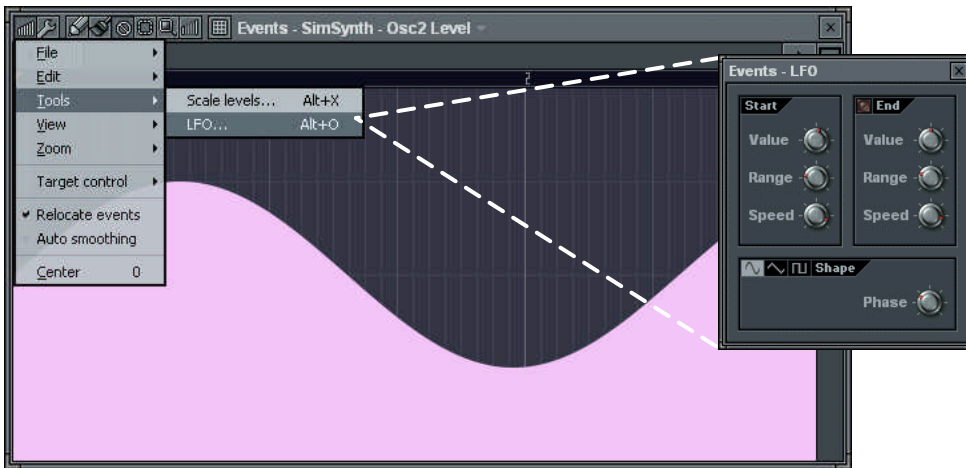 Events - SimSynth - Osc2 Level
File
Edit
Tools
View
Zoom
Target control
Relocate events
Auto smoothing
Center 0
Scale levels... Alt+X
LFO... Alt+O
2
Events - LFO
Start
Value
Range
Speed
End
Value
Range
Speed
Shape
Phase